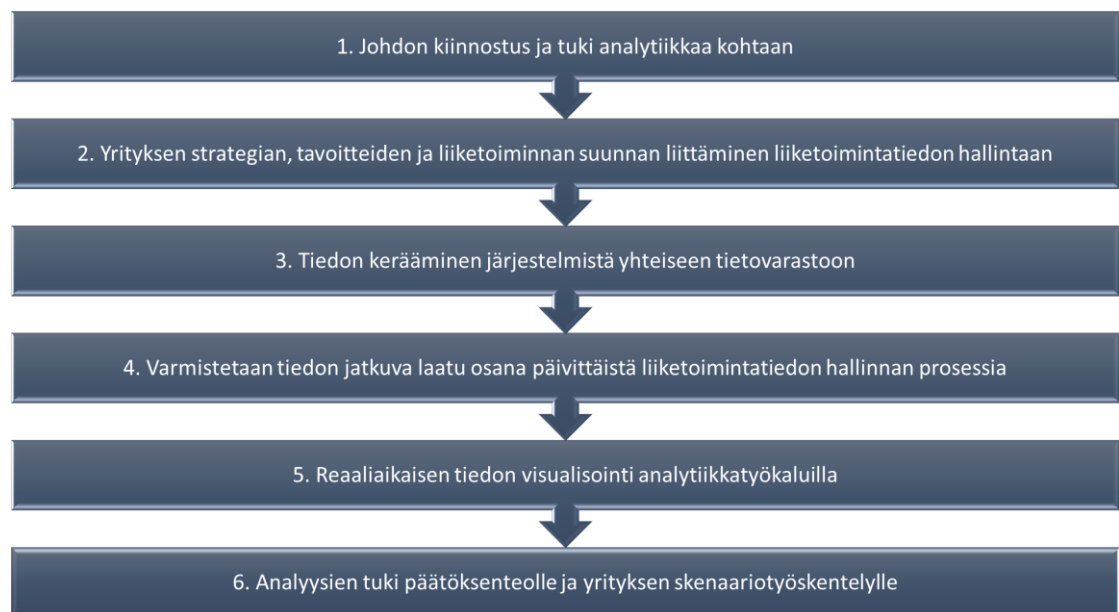 1. Johdon kiinnostus ja tuki analytiikkaa kohtaan
2. Yrityksen strategian, tavoitteiden ja liiketoiminnan suunnan liittäminen liiketoimintatiedon hallintaan
3. Tiedon kerääminen järjestelmistä yhteiseen tietovarastoon
4. Varmistetaan tiedon jatkuva laatu osana päivittäistä liiketoimintatiedon hallinnan prosessia
5. Reaaliaikaisen tiedon visualisointi analytiikkatyökaluilla
6. Analyysien tuki päätöksenteolle ja yrityksen skenaariotyöskentelylle